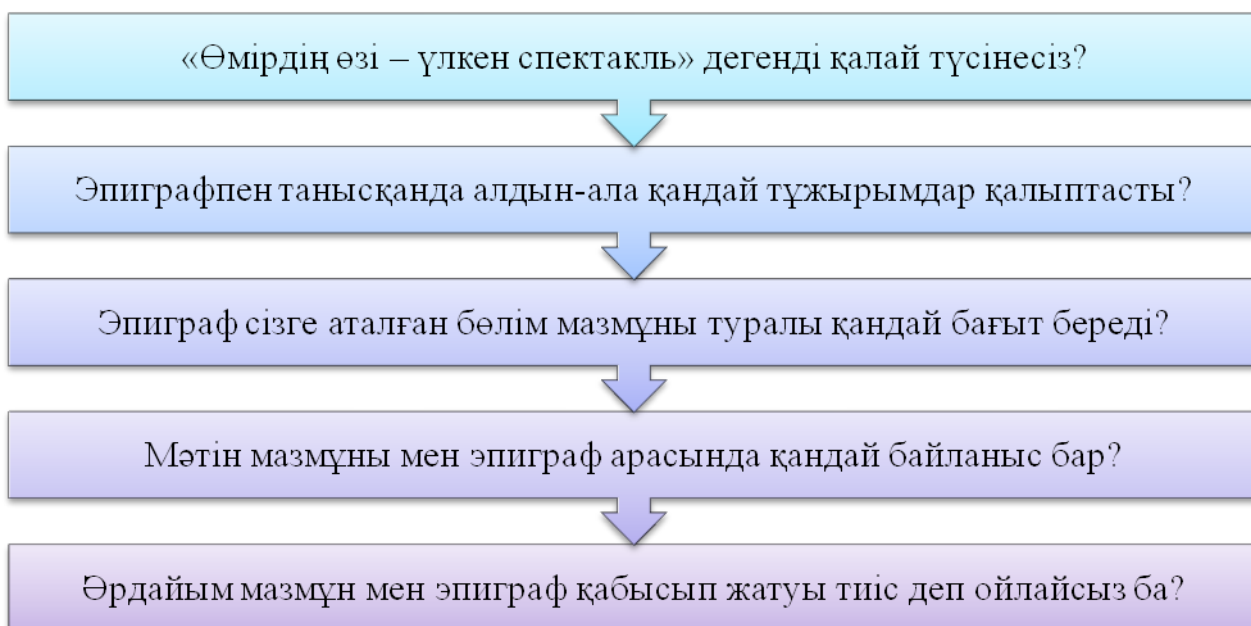 «Өмірдің өзі – үлкен спектакль» дегенді қалай түсінесіз?
Эпиграфпен танысқанда алдын-ала қандай тұжырымдар қалыптасты?
Эпиграф сізге аталған бөлім мазмұны туралы қандай бағыт береді?
Мәтін мазмұны мен эпиграф арасында қандай байланыс бар?
Әрдайым мазмұн мен эпиграф қабысып жатуы тиіс деп ойлайсыз ба?